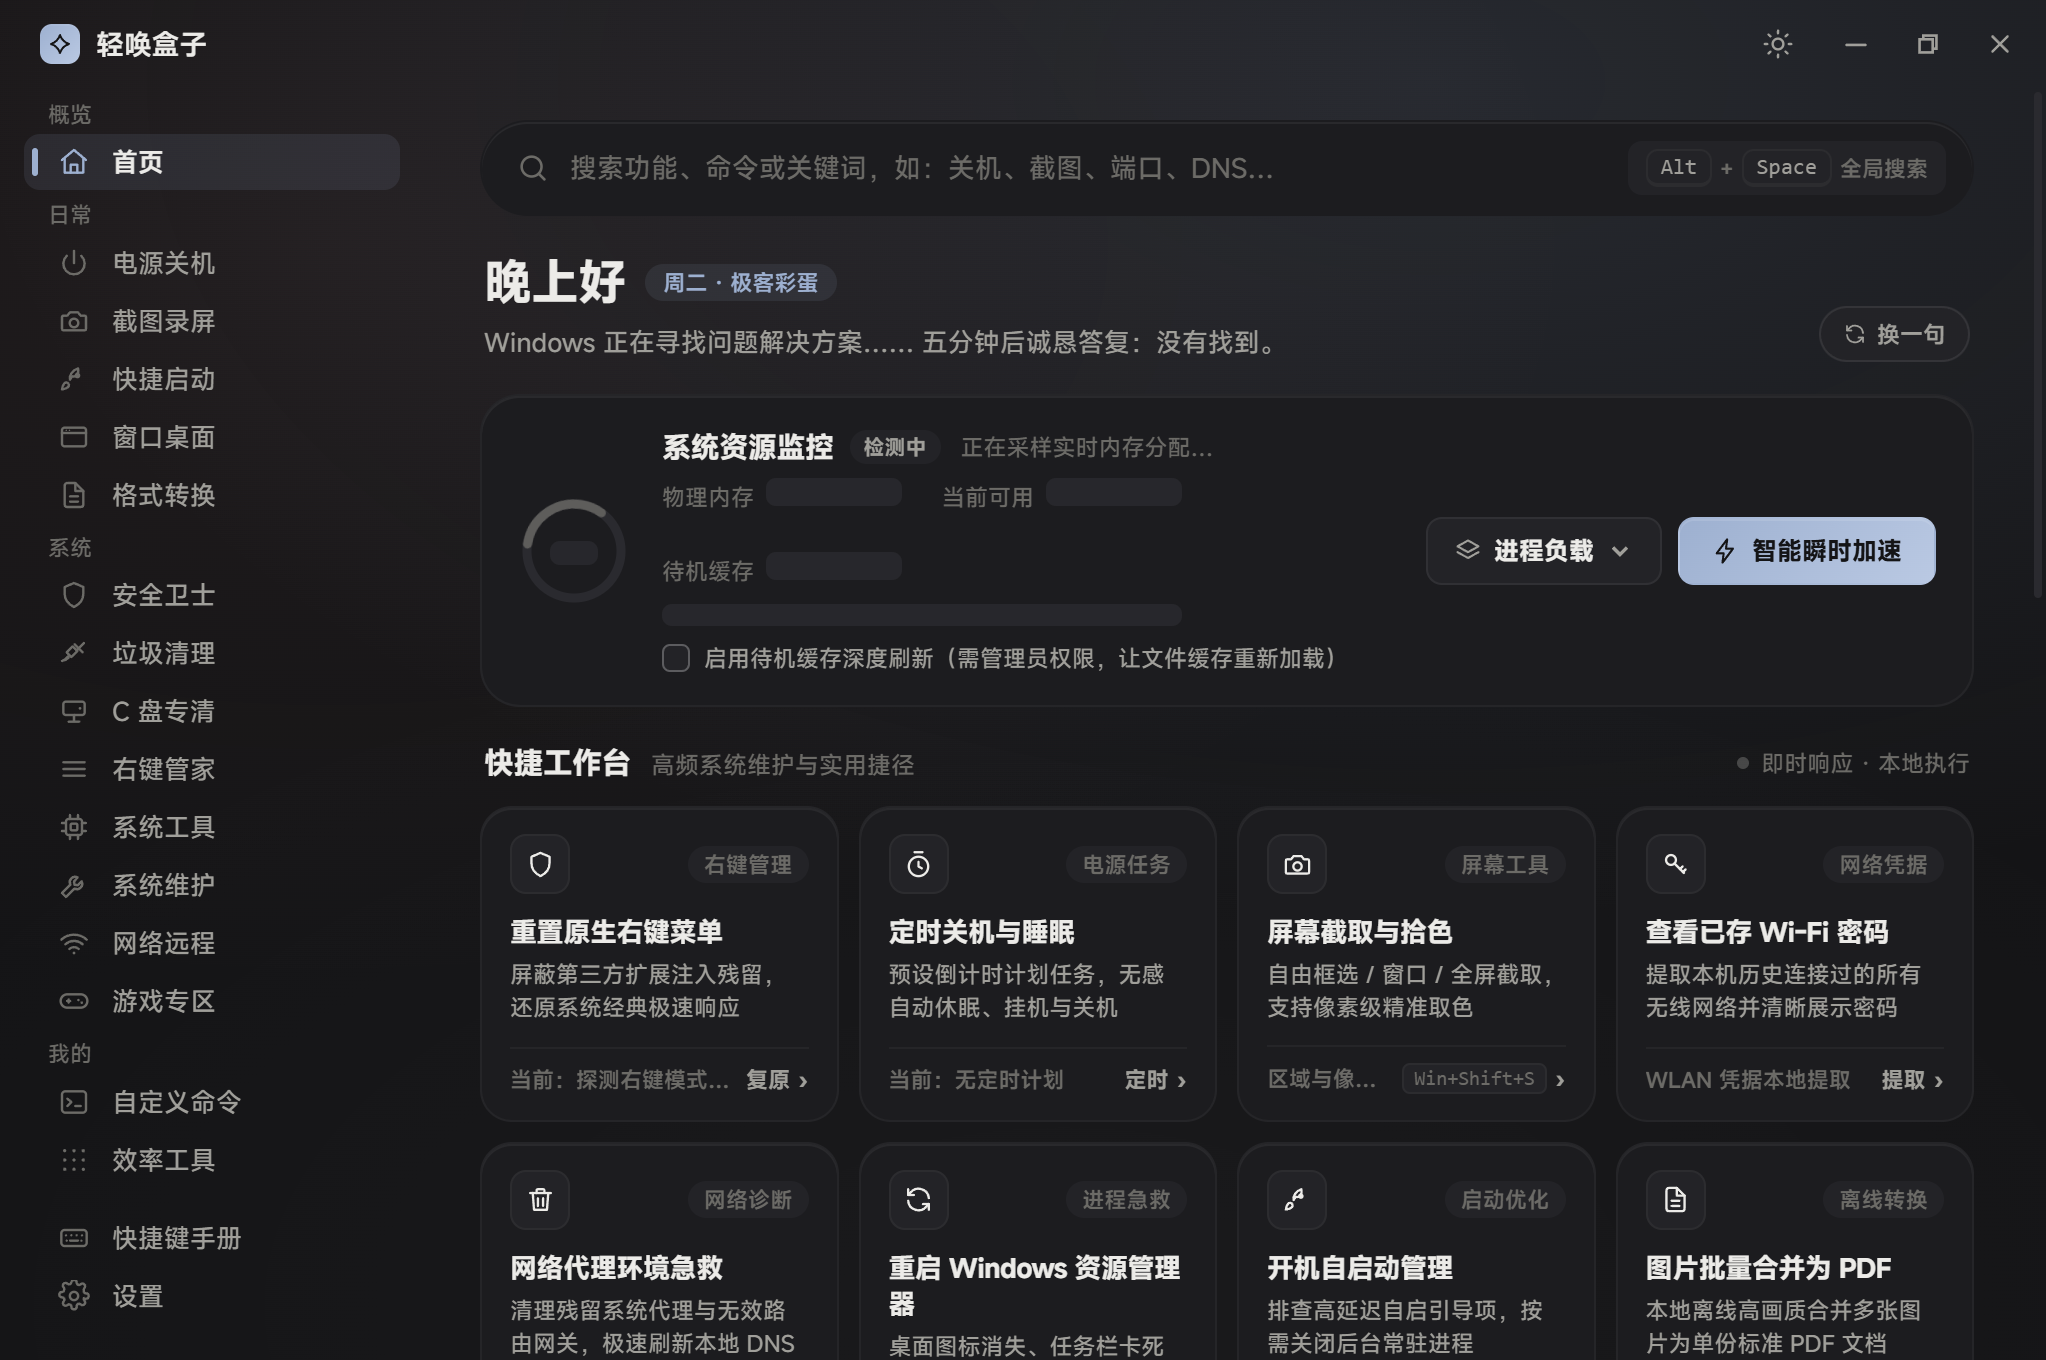 轻唤盒子
概览
首页
日常
电源关机
截图录屏
快捷启动
窗口桌面
格式转换
系统
安全卫士
垃圾清理
C 盘专清
右键管家
系统工具
系统维护
网络远程
游戏专区
我的
自定义命令
效率工具
快捷键手册
设置
搜索功能、命令或关键词，如：关机、截图、端口、DNS...
Alt + Space 全局搜索
晚上好 周二 · 极客彩蛋
Windows 正在寻找问题解决方案…… 五分钟后诚恳答复：没有找到。
换一句
系统资源监控 检测中 正在采样实时内存分配...
物理内存 当前可用
待机缓存
进程负载 智能瞬时加速
启用待机缓存深度刷新（需管理员权限，让文件缓存重新加载）
快捷工作台 高频系统维护与实用捷径
即时响应 · 本地执行
右键管理
重置原生右键菜单
屏蔽第三方扩展注入残留，
还原系统经典极速响应
当前：探测右键模式... 复原 ›
电源任务
定时关机与睡眠
预设倒计时计划任务，无感
自动休眠、挂机与关机
当前：无定时计划 定时 ›
屏幕工具
屏幕截取与拾色
自由框选 / 窗口 / 全屏截取，
支持像素级精准取色
区域与像... Win+Shift+S ›
网络凭据
查看已存 Wi-Fi 密码
提取本机历史连接过的所有
无线网络并清晰展示密码
WLAN 凭据本地提取 提取 ›
网络诊断
网络代理环境急救
清理残留系统代理与无效路
由网关，极速刷新本地 DNS
进程急救
重启 Windows 资源管理
器
桌面图标消失、任务栏卡死
启动优化
开机自启动管理
排查高延迟自启引导项，按
需关闭后台常驻进程
离线转换
图片批量合并为 PDF
本地离线高画质合并多张图
片为单份标准 PDF 文档